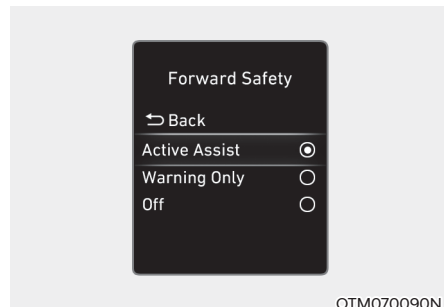 Forward Safety
Back
Active Assist
Warning Only
Off
OTM070090N